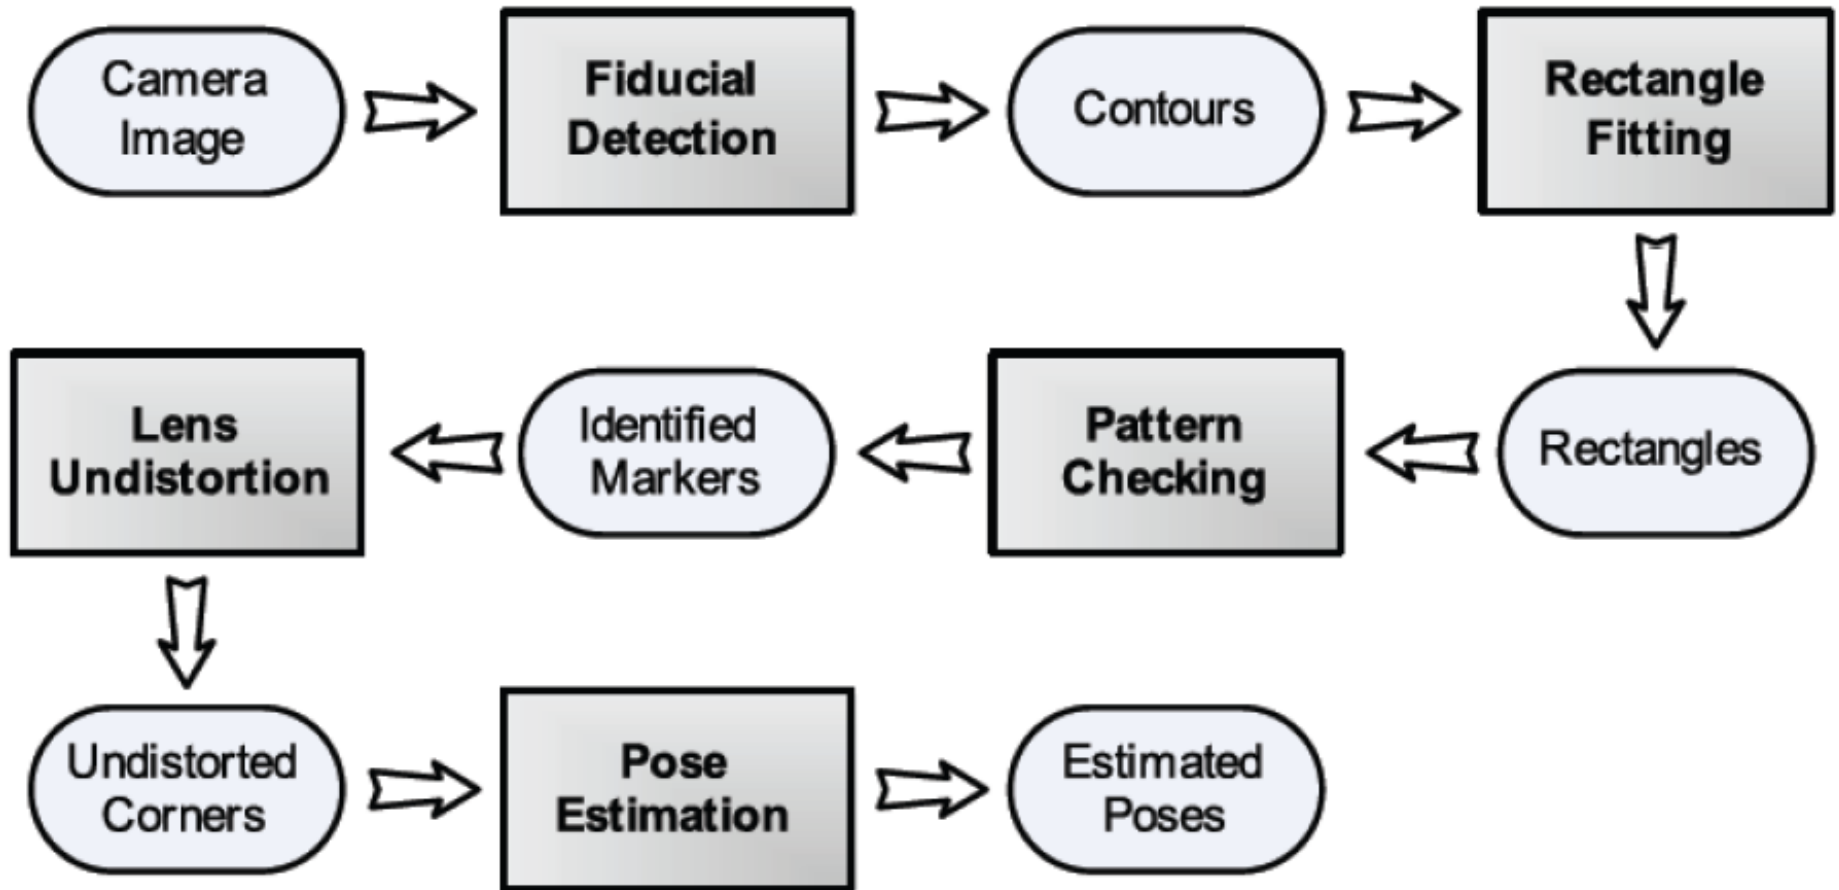 Camera
Image
Fiducial
Detection
Contours
Rectangle
Fitting
Lens
Undistortion
Identified
Markers
Pattern
Checking
Rectangles
Undistorted
Corners
Pose
Estimation
Estimated
Poses